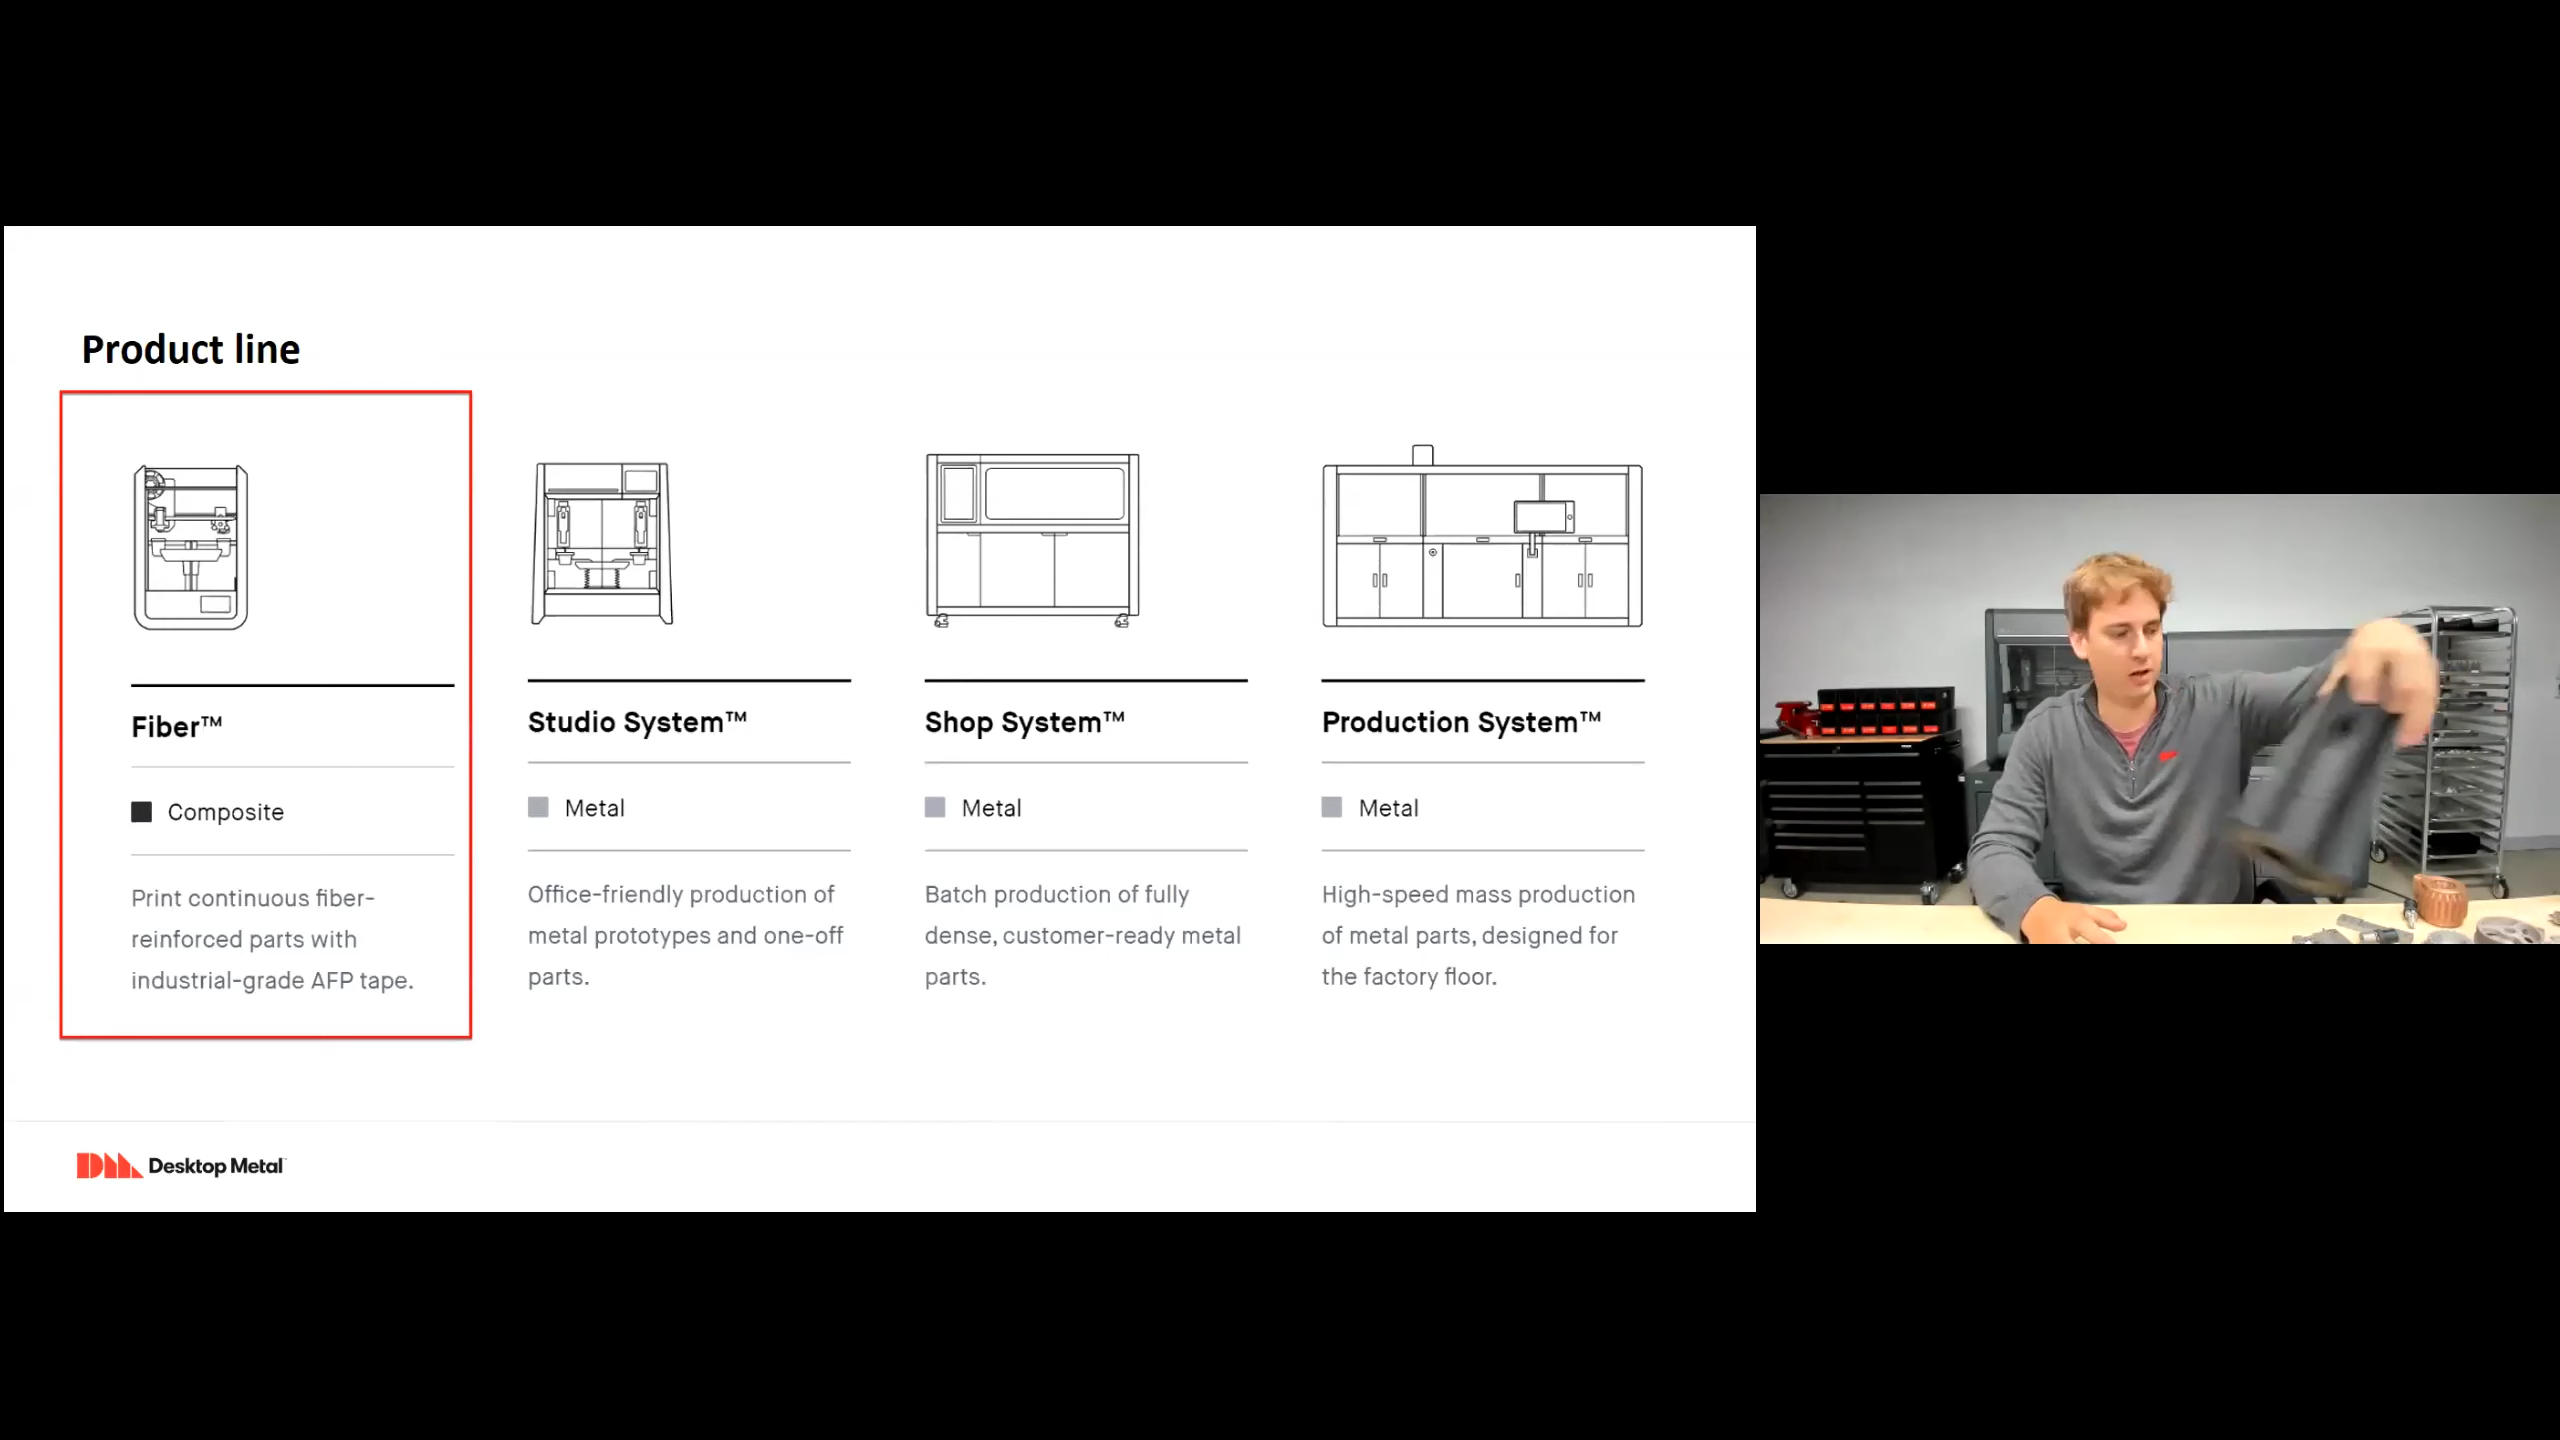 Product line
Fiber™
Composite
Print continuous fiber-
reinforced parts with
industrial-grade AFP tape.
Studio System™
Metal
Office-friendly production of
metal prototypes and one-off
parts.
Shop System™
Metal
Batch production of fully
dense, customer-ready metal
parts.
Production System™
Metal
High-speed mass production
of metal parts, designed for
the factory floor.
DM Desktop Metal